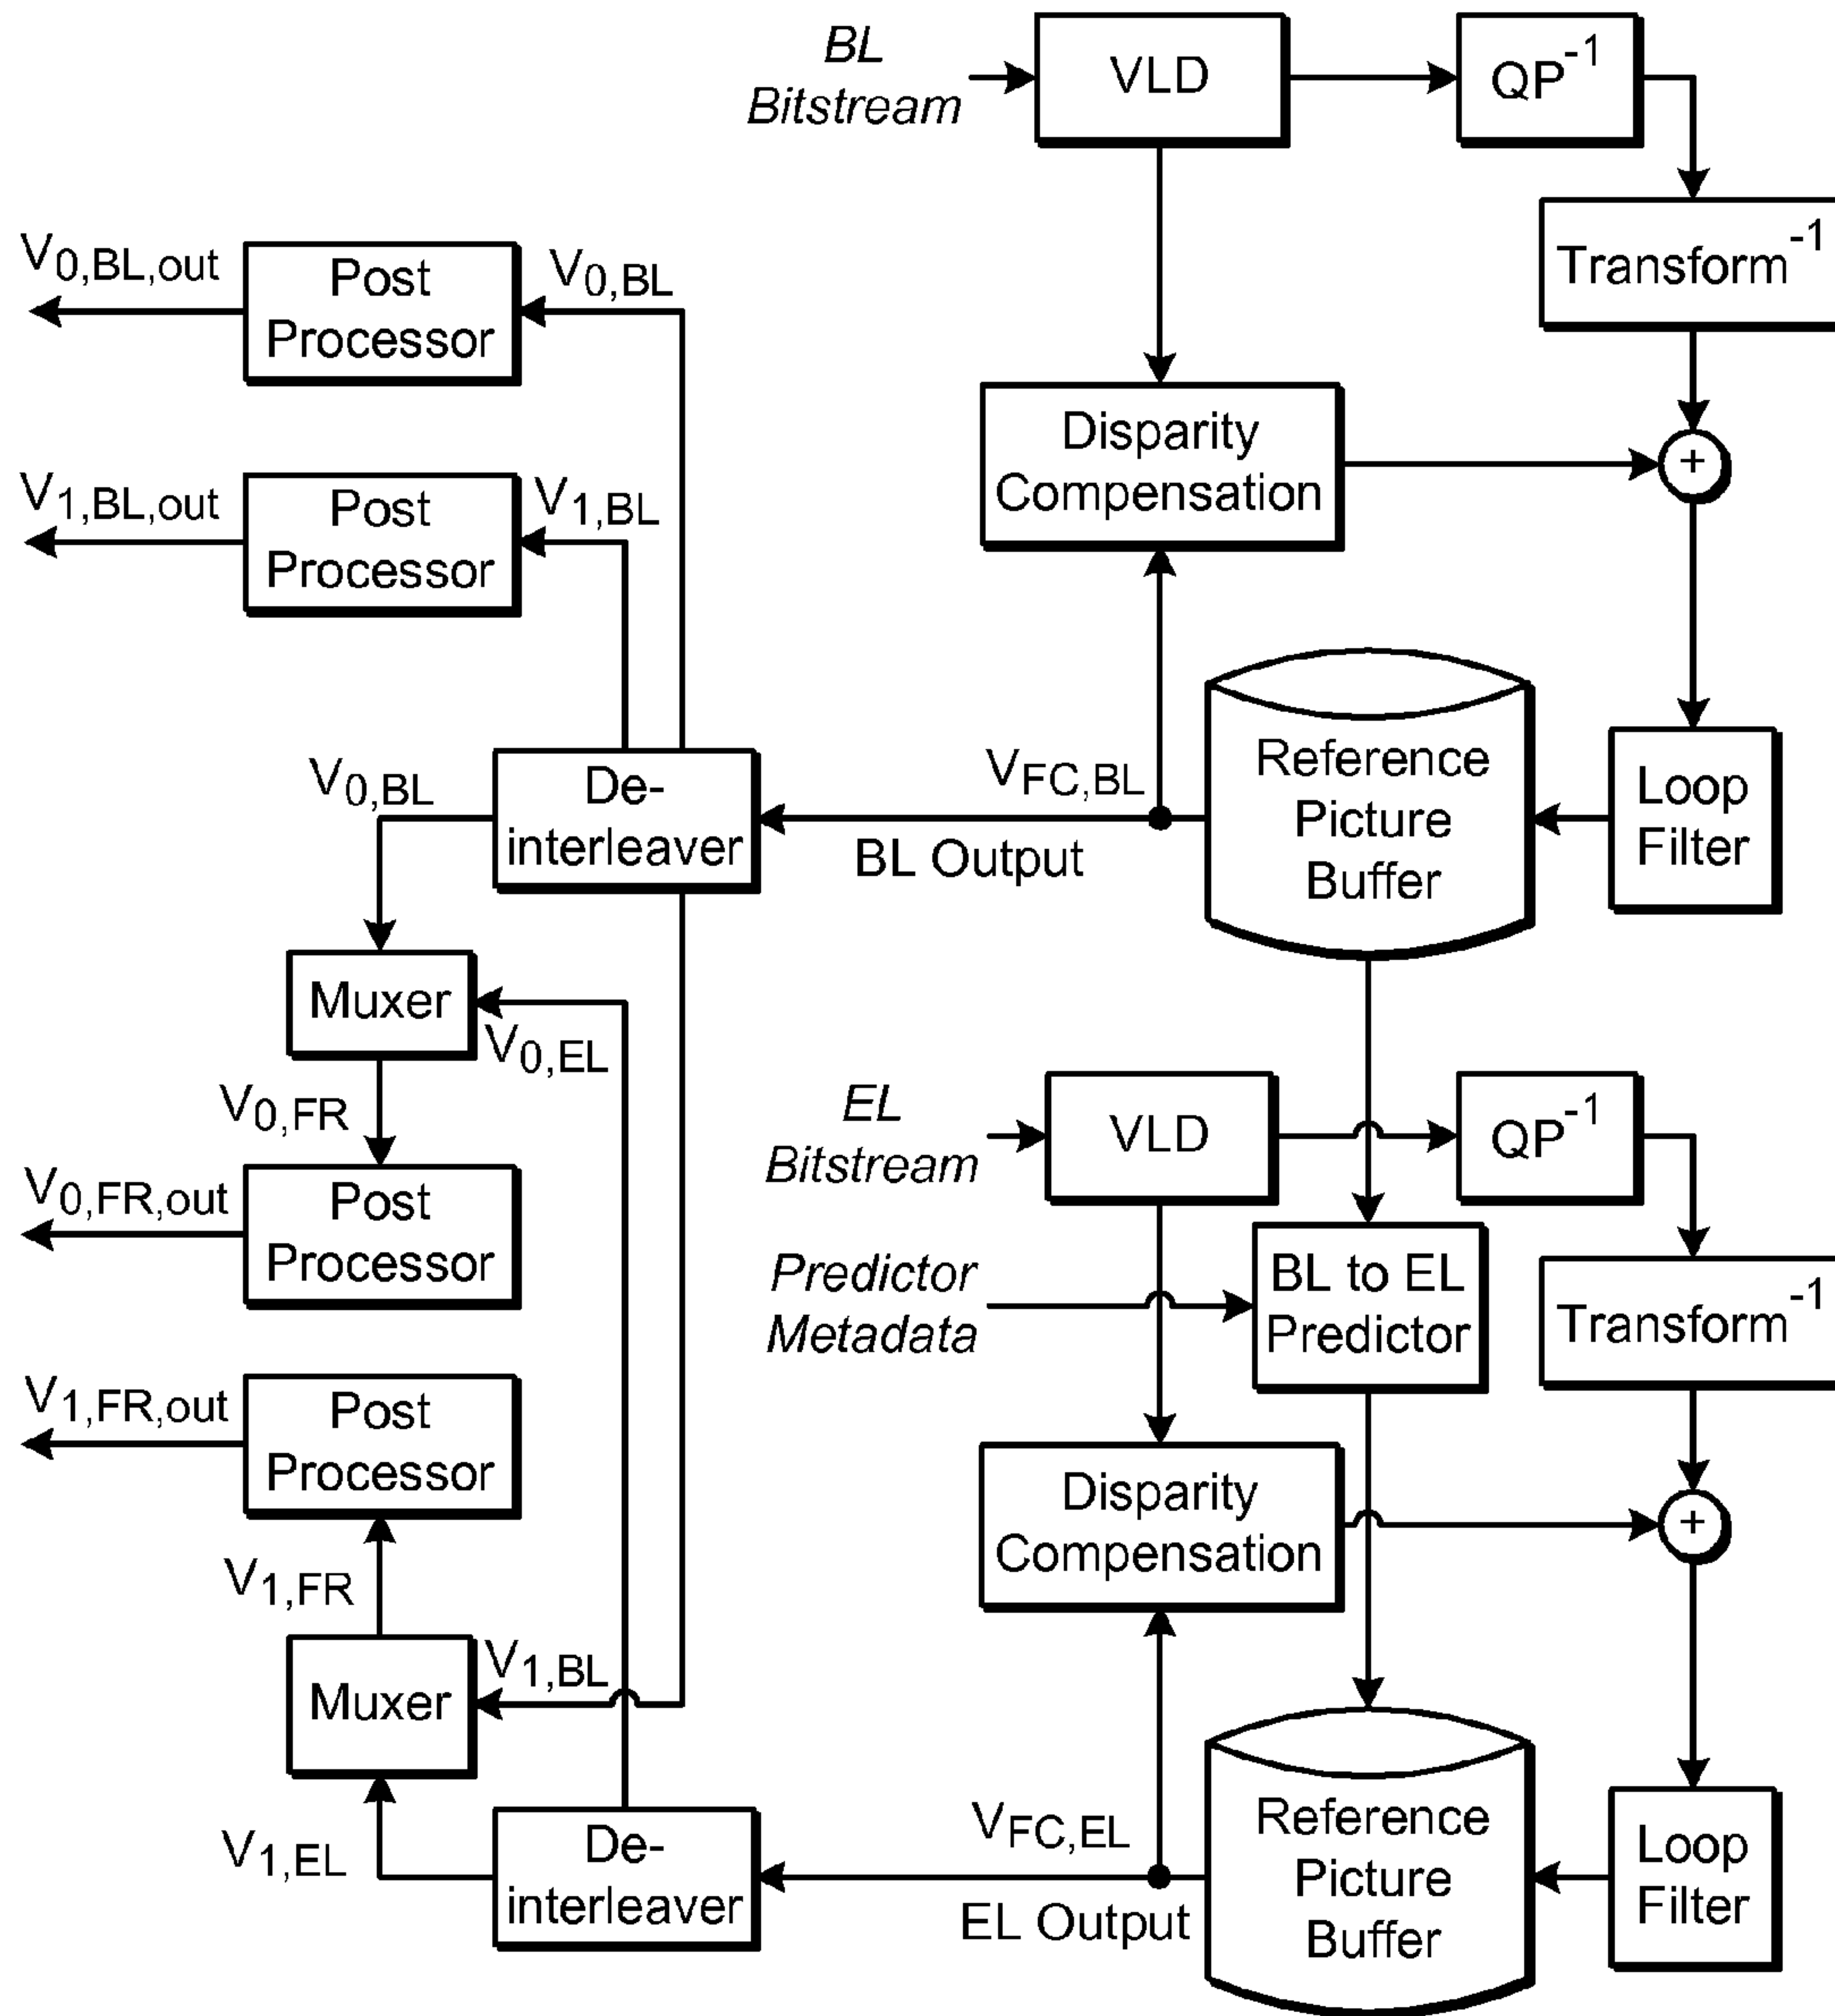 BL
Bitstream
VLD
QP-1
Transform-1
V0,BL,out
Post
Processor
V0,BL
Disparity
Compensation
+
V1,BL,out
Post
Processor
V1,BL
V0,BL
De-
interleaver
VFC,BL
BL Output
Reference
Picture
Buffer
Loop
Filter
Muxer
V0,EL
V0,FR
EL
Bitstream
VLD
QP-1
V0,FR,out
Post
Processor
Predictor
Metadata
BL to EL
Predictor
Transform-1
V1,FR,out
Post
Processor
Disparity
Compensation
+
V1,FR
Muxer
V1,BL
V1,EL
De-
interleaver
VFC,EL
EL Output
Reference
Picture
Buffer
Loop
Filter